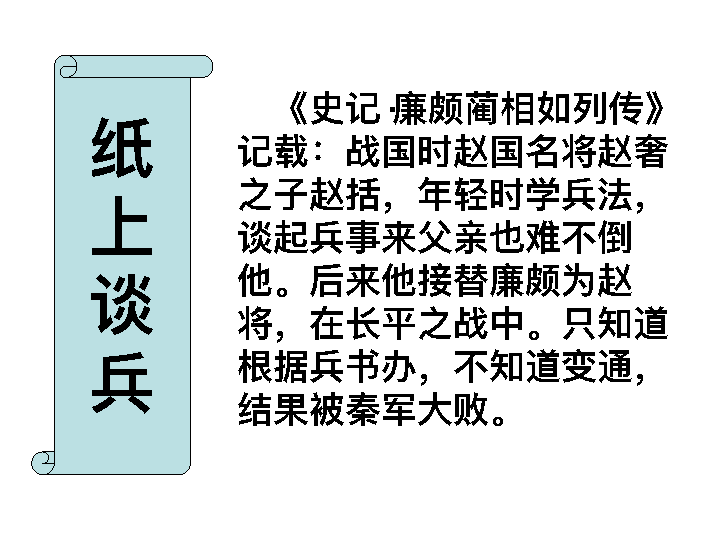 纸
上
谈
兵
《史记·廉颇蔺相如列传》
记载：战国时赵国名将赵奢
之子赵括，年轻时学兵法，
谈起兵事来父亲也难不倒
他。后来他接替廉颇为赵
将，在长平之战中。只知道
根据兵书办，不知道变通，
结果被秦军大败。